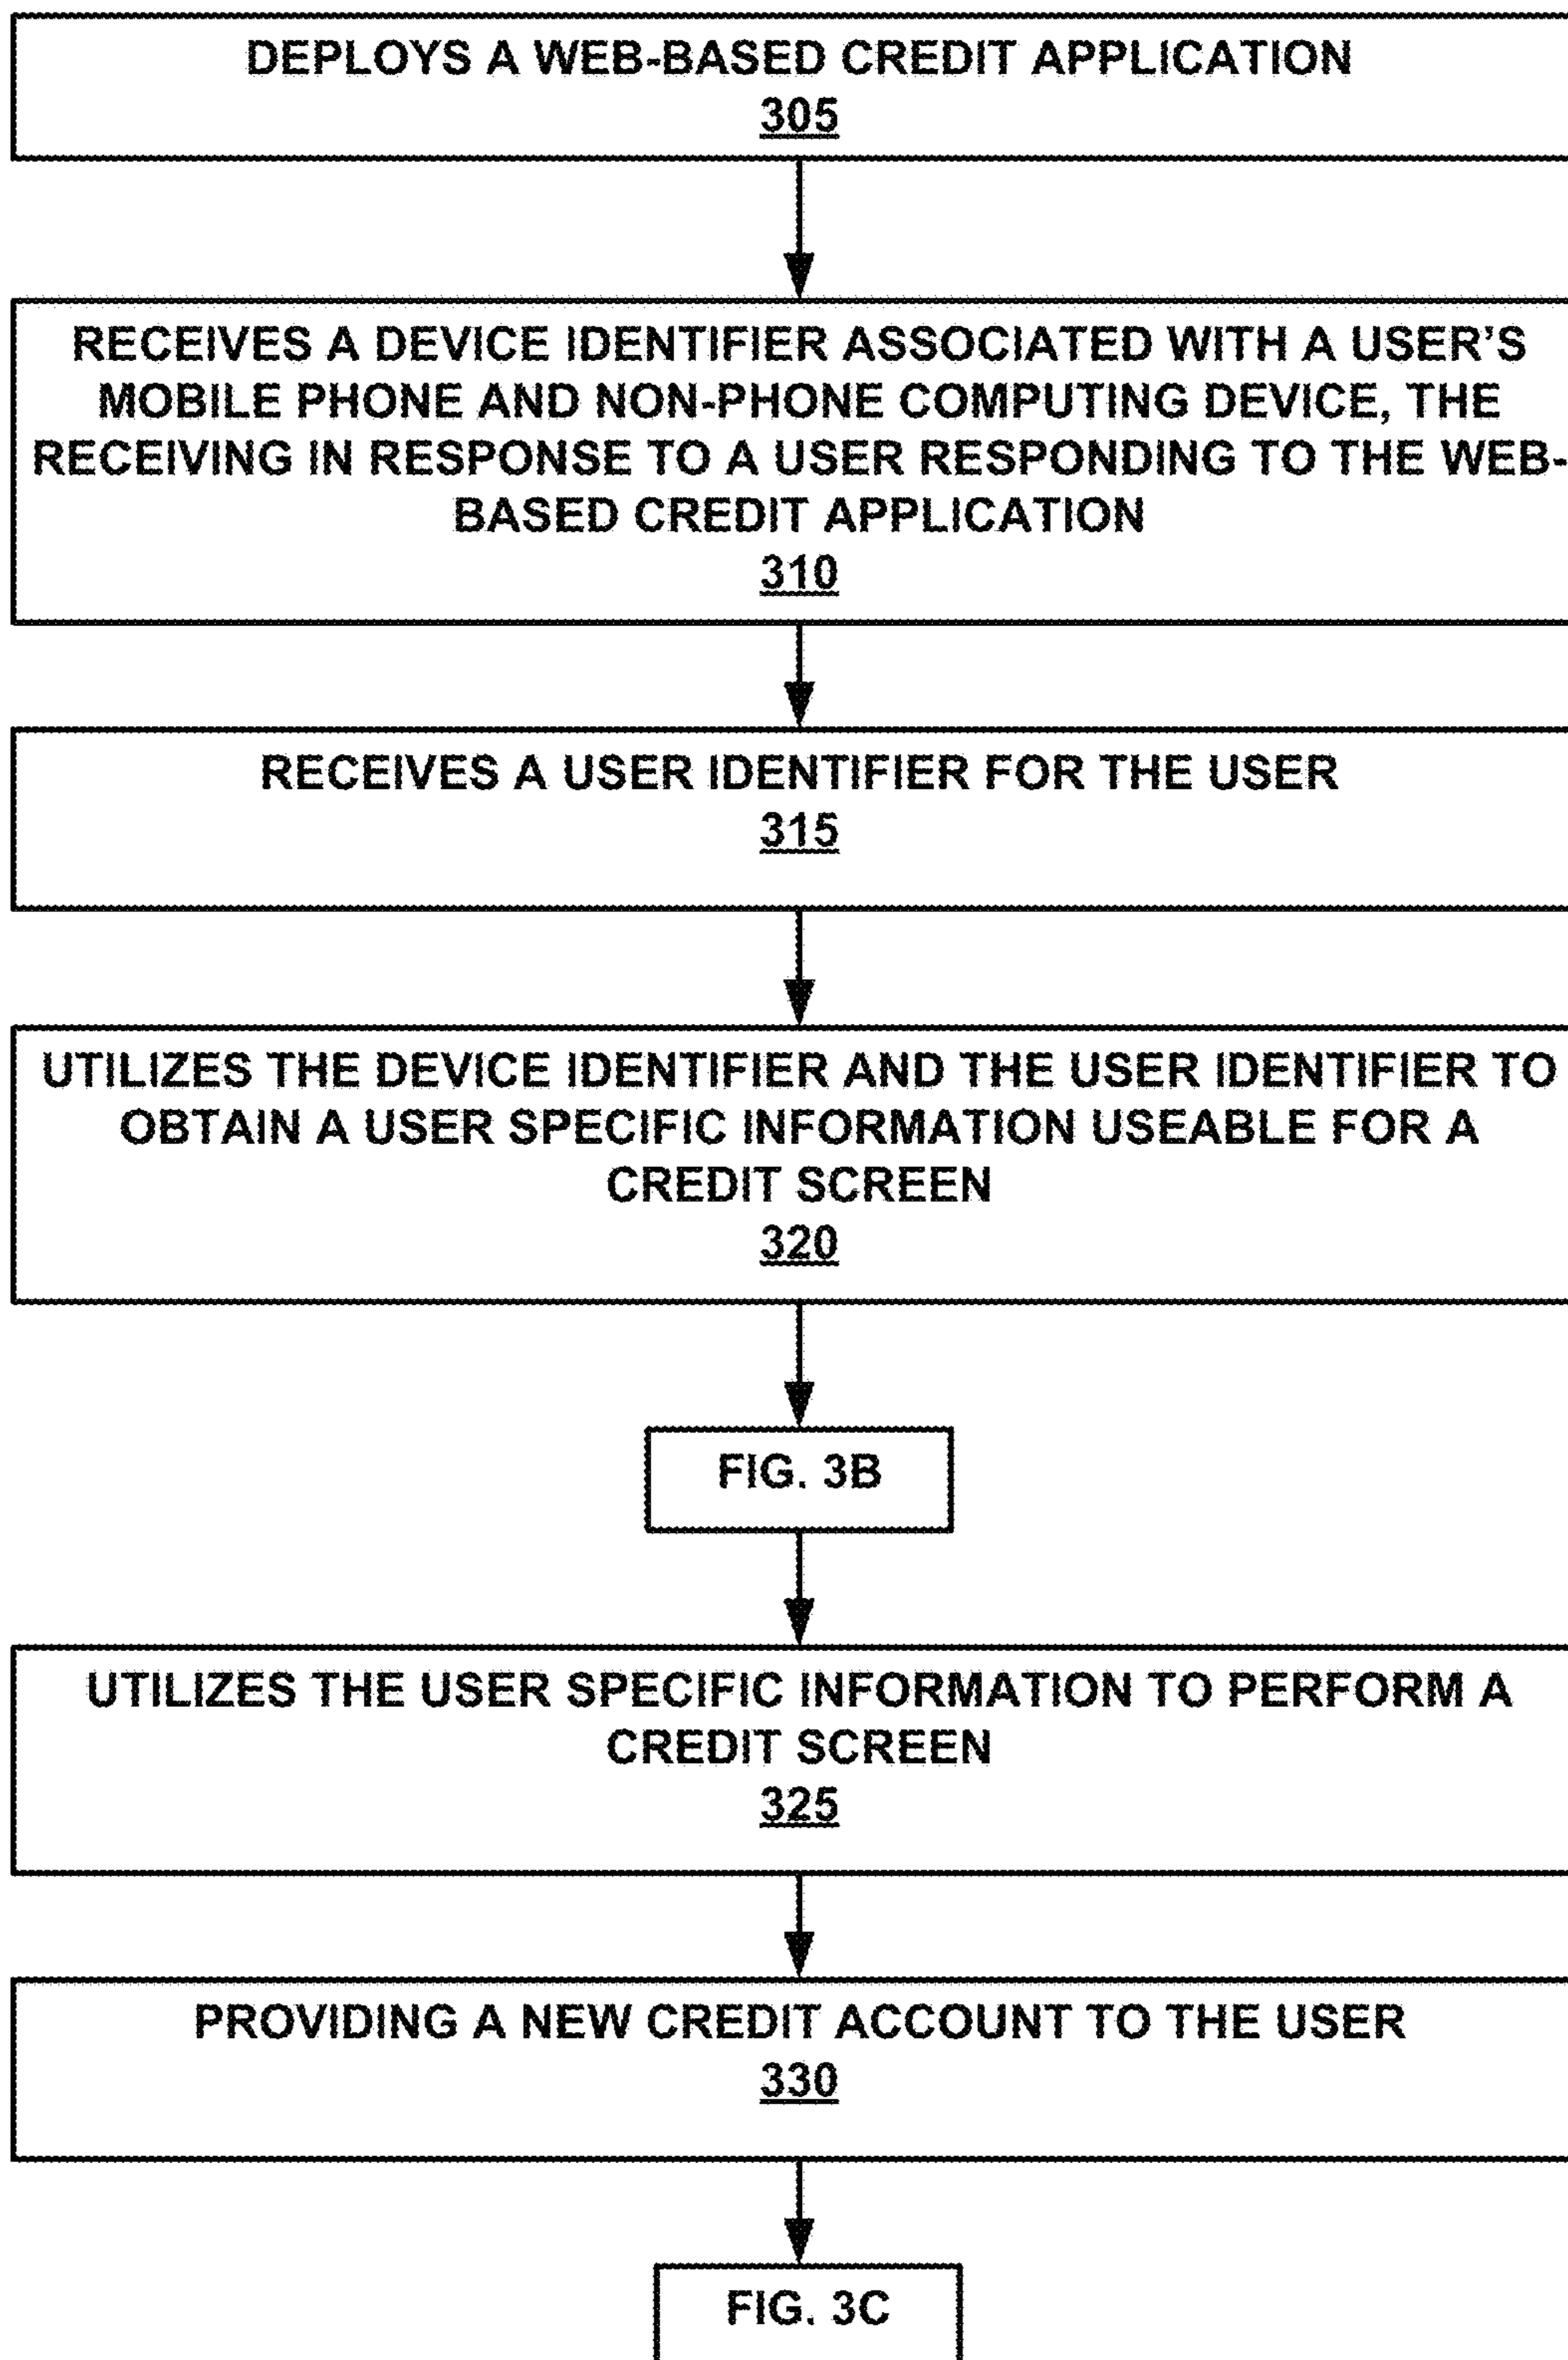 DEPLOYS A WEB-BASED CREDIT APPLICATION
305
RECEIVES A DEVICE IDENTIFIER ASSOCIATED WITH A USER'S
MOBILE PHONE AND NON-PHONE COMPUTING DEVICE, THE
RECEIVING IN RESPONSE TO A USER RESPONDING TO THE WEB-
BASED CREDIT APPLICATION
310
RECEIVES A USER IDENTIFIER FOR THE USER
315
UTILIZES THE DEVICE IDENTIFIER AND THE USER IDENTIFIER TO
OBTAIN A USER SPECIFIC INFORMATION USEABLE FOR A
CREDIT SCREEN
320
FIG. 3B
UTILIZES THE USER SPECIFIC INFORMATION TO PERFORM A
CREDIT SCREEN
325
PROVIDING A NEW CREDIT ACCOUNT TO THE USER
330
FIG. 3C